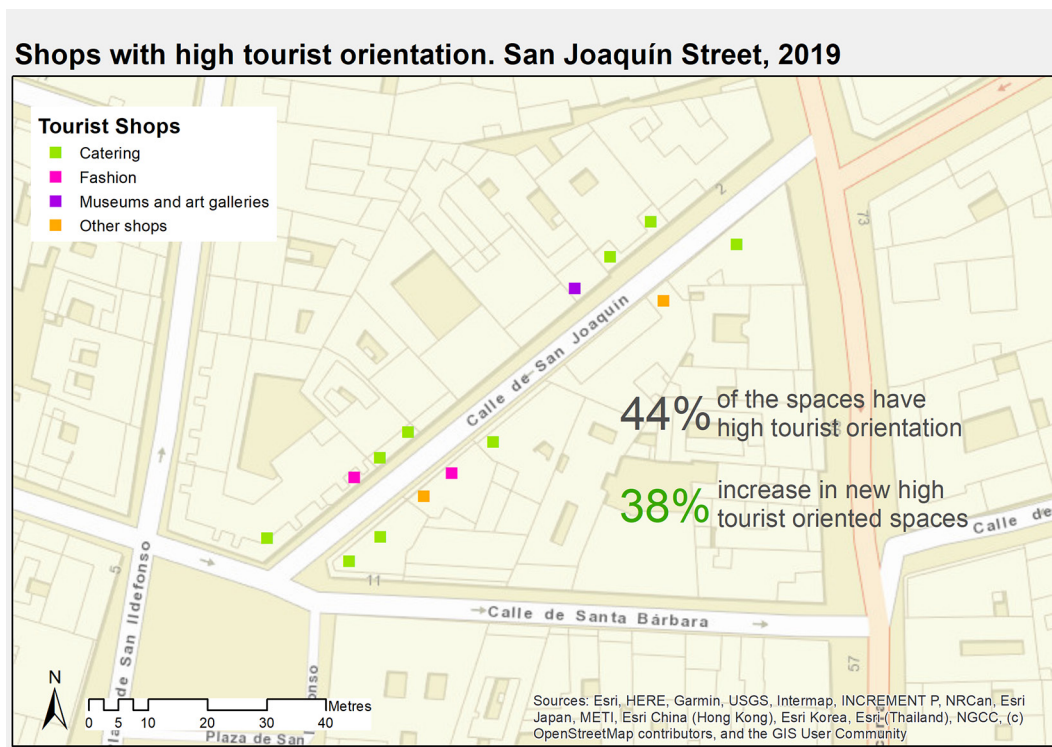 Shops with high tourist orientation. San Joaquín Street, 2019
Tourist Shops
Catering
Fashion
Museums and art galleries
Other shops
2
73
Calle de San Joaquín
44% of the spaces have
high tourist orientation
38% increase in new high
tourist oriented spaces
Calle de
5
de San Ildefonso
11
Calle de Santa Bárbara
57
N
Metres
0 5 10 20 30 40
Plaza de San
Sources: Esri, HERE, Garmin, USGS, Intermap, INCREMENT P, NRCan, Esri
Japan, METI, Esri China (Hong Kong), Esri Korea, Esri (Thailand), NGCC, (c)
OpenStreetMap contributors, and the GIS User Community